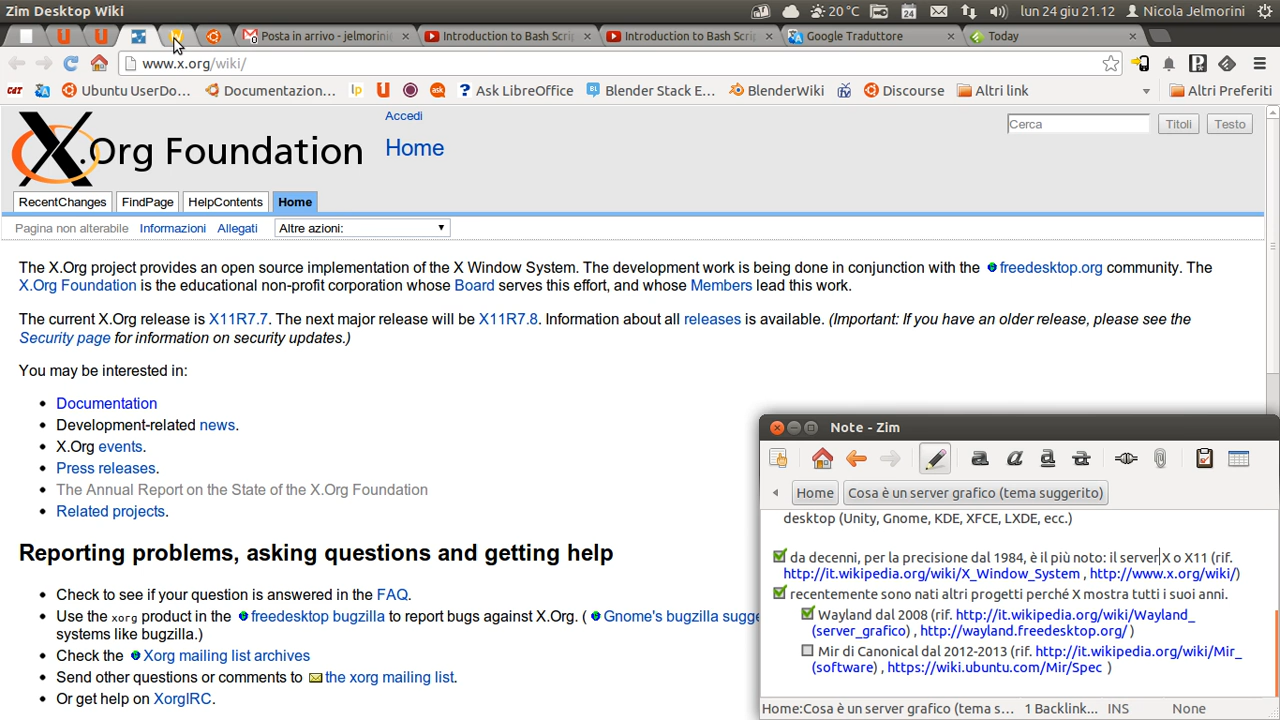 Zim Desktop Wiki
20 °C
24
lun 24 giu 21.12
Nicola Jelmorini
Posta in arrivo - jelmorini
Introduction to Bash Scrip
Introduction to Bash Scrip
Google Traduttore
Today
www.x.org/wiki/
CdT
Ubuntu UserDo...
Documentazion...
lp
ask
Ask LibreOffice
Blender Stack E...
BlenderWiki
Discourse
Altri link
Altri Preferiti
X.Org Foundation
Accedi
Home
Cerca
Titoli
Testo
RecentChanges
FindPage
HelpContents
Home
Pagina non alterabile
Informazioni
Allegati
Altre azioni:
The X.Org project provides an open source implementation of the X Window System. The development work is being done in conjunction with the freedesktop.org community. The
X.Org Foundation is the educational non-profit corporation whose Board serves this effort, and whose Members lead this work.
The current X.Org release is X11R7.7. The next major release will be X11R7.8. Information about all releases is available. (Important: If you have an older release, please see the
Security page for information on security updates.)
You may be interested in:
Documentation
Development-related news.
X.Org events.
Press releases.
The Annual Report on the State of the X.Org Foundation
Related projects.
Reporting problems, asking questions and getting help
Check to see if your question is answered in the FAQ.
Use the xorg product in the freedesktop bugzilla to report bugs against X.Org. ( Gnome's bugzilla sugge
systems like bugzilla.)
Check the Xorg mailing list archives
Send other questions or comments to the xorg mailing list.
Or get help on XorgIRC.
Note - Zim
Home
Cosa è un server grafico (tema suggerito)
desktop (Unity, Gnome, KDE, XFCE, LXDE, ecc.)
da decenni, per la precisione dal 1984, è il più noto: il server X o X11 (rif.
http://it.wikipedia.org/wiki/X_Window_System , http://www.x.org/wiki/)
recentemente sono nati altri progetti perché X mostra tutti i suoi anni.
Wayland dal 2008 (rif. http://it.wikipedia.org/wiki/Wayland_
(server_grafico) , http://wayland.freedesktop.org/ )
Mir di Canonical dal 2012-2013 (rif. http://it.wikipedia.org/wiki/Mir_
(software) , https://wiki.ubuntu.com/Mir/Spec )
Home:Cosa è un server grafico (tema s...
1 Backlink...
INS
None